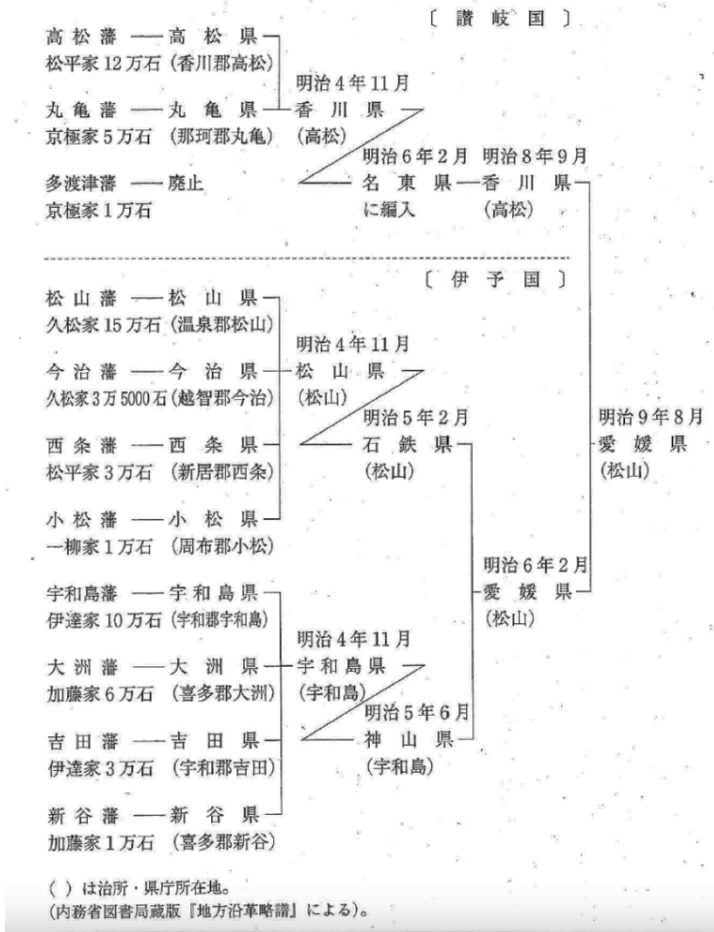 〔讃岐国〕
高松藩 ― 高松県
松平家12万石 (香川郡高松)
明治4年11月
丸亀藩 ― 丸亀県 ― 香川県
京極家5万石 (那珂郡丸亀) (高松)
明治6年2月 明治8年9月
多渡津藩 ― 廃止 名東県 ― 香川県
京極家1万石 に編入 (高松)
〔伊予国〕
松山藩 ― 松山県
久松家15万石 (温泉郡松山)
明治4年11月
今治藩 ― 今治県 ― 松山県
久松家3万5000石 (越智郡今治) (松山)
明治5年2月 明治9年8月
西条藩 ― 西条県 石鉄県 愛媛県
松平家3万石 (新居郡西条) (松山) (松山)
小松藩 ― 小松県
一柳家1万石 (周布郡小松)
明治6年2月
宇和島藩 ― 宇和島県 愛媛県
伊達家10万石 (宇和郡宇和島) (松山)
明治4年11月
大洲藩 ― 大洲県 ― 宇和島県
加藤家6万石 (喜多郡大洲) (宇和島)
明治5年6月
吉田藩 ― 吉田県 神山県
伊達家3万石 (宇和郡吉田) (宇和島)
新谷藩 ― 新谷県
加藤家1万石 (喜多郡新谷)
( )は治所・県庁所在地。
(内務省図書局蔵版『地方沿革略譜』による)。